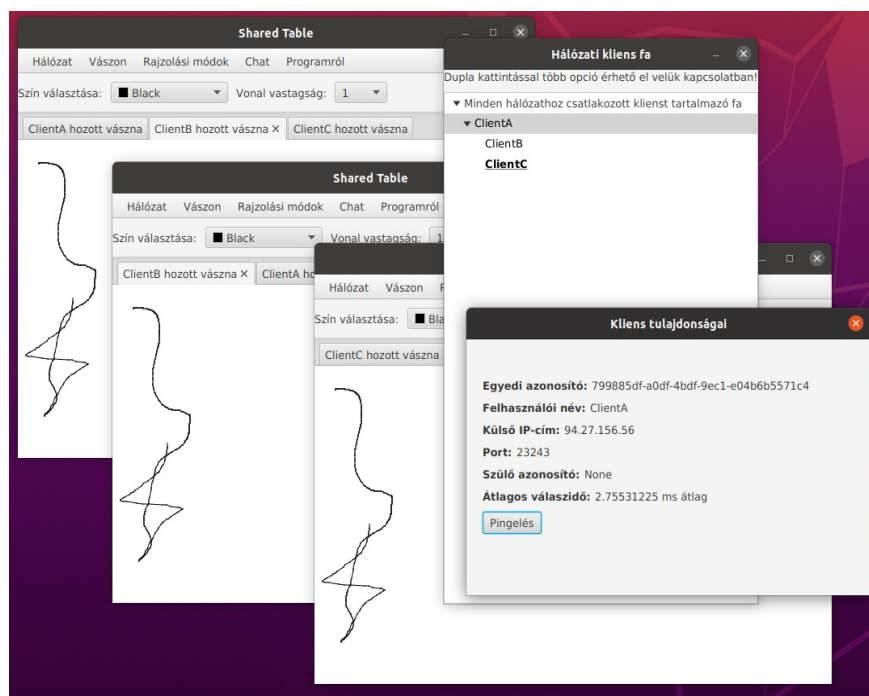 Shared Table
Hálózat Vászon Rajzolási módok Chat Programról
Szín választása: Black Vonal vastagság: 1
ClientA hozott vászna ClientB hozott vászna × ClientC hozott vászna
Shared Table
Hálózat Vászon Rajzolási módok Chat Programról
Szín választása: Black Vonal vastagság: 1
ClientB hozott vászna × ClientA
Hálózat Vászon
Szín választása:
ClientC hozott vászna
Hálózati kliens fa
Dupla kattintással több opció érhető el velük kapcsolatban!
Minden hálózathoz csatlakozott klienst tartalmazó fa
ClientA
ClientB
ClientC
Kliens tulajdonságai
Egyedi azonosító: 799885df-a0df-4bdf-9ec1-e04b6b5571c4
Felhasználói név: ClientA
Külső IP-cím: 94.27.156.56
Port: 23243
Szülő azonosító: None
Átlagos válaszidő: 2.75531225 ms átlag
Pingelés